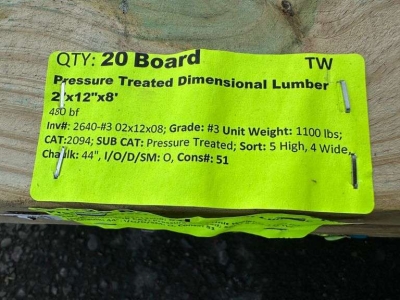 QTY: 20 Board TW
Pressure Treated Dimensional Lumber
2"x12"x8'
480 bf
Inv#: 2640-#3 02x12x08; Grade: #3 Unit Weight: 1100 lbs;
CAT:2094; SUB CAT: Pressure Treated; Sort: 5 High, 4 Wide,
Chaulk: 44", I/O/D/SM: O, Cons#: 51